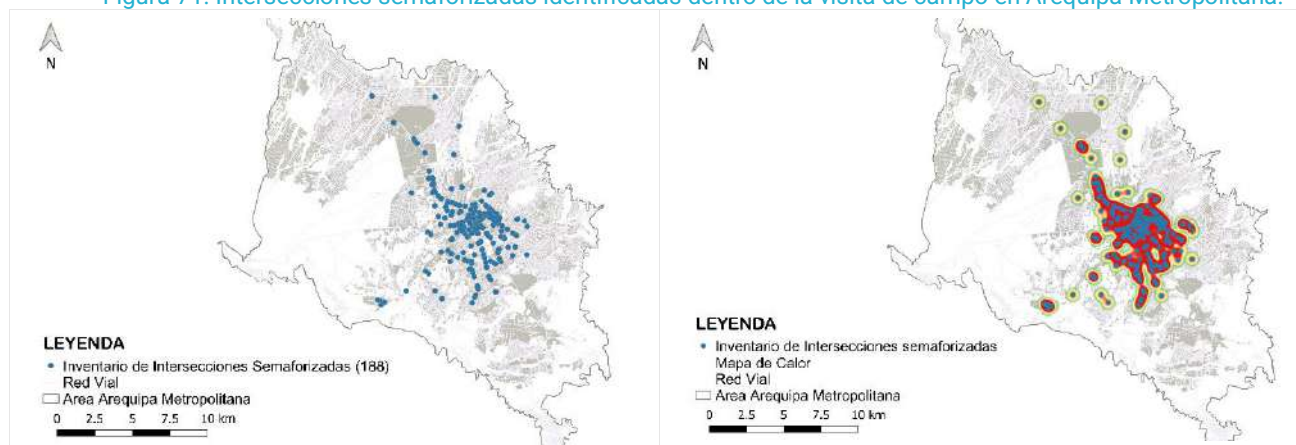 Figura 71. Intersecciones semaforizadas identificadas dentro de la visita de campo en Arequipa Metropolitana.
N
LEYENDA
Inventario de Intersecciones Semaforizadas (188)
Red Vial
Area Arequipa Metropolitana
0 2.5 5 7.5 10 km
N
LEYENDA
Inventario de Intersecciones semaforizadas
Mapa de Calor
Red Vial
Area Arequipa Metropolitana
0 2.5 5 7.5 10 km